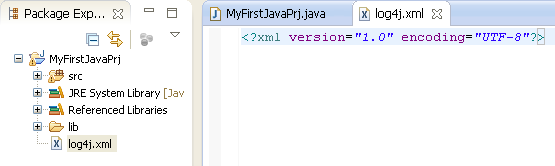 Package Exp...
MyFirstJavaPrj.java
log4j.xml
<?xml version="1.0" encoding="UTF-8"?>
MyFirstJavaPrj
src
JRE System Library [Jav
Referenced Libraries
lib
log4j.xml